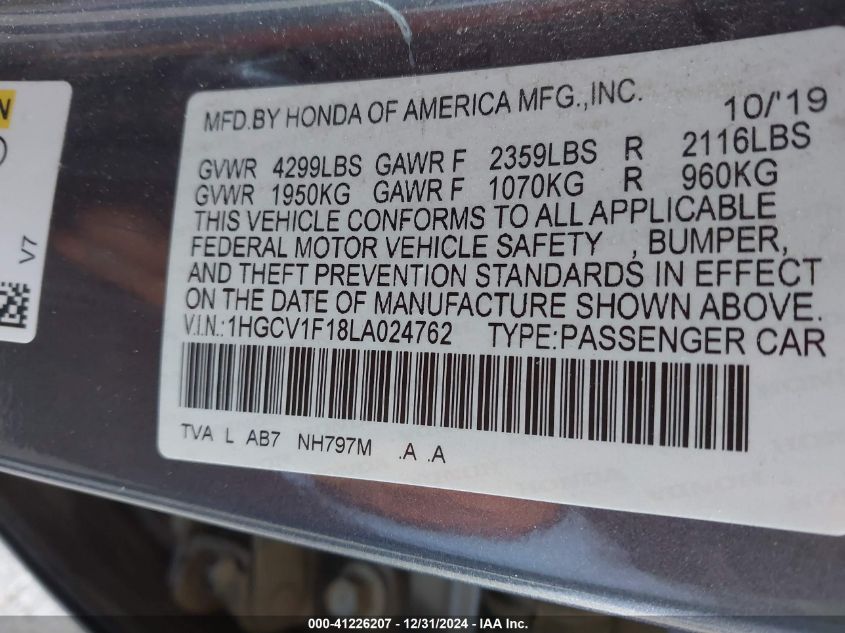 N
V7
MFD.BY HONDA OF AMERICA MFG.,INC. 10/'19
GVWR 4299LBS GAWR F 2359LBS R 2116LBS
GVWR 1950KG GAWR F 1070KG R 960KG
THIS VEHICLE CONFORMS TO ALL APPLICABLE
FEDERAL MOTOR VEHICLE SAFETY , BUMPER,
AND THEFT PREVENTION STANDARDS IN EFFECT
ON THE DATE OF MANUFACTURE SHOWN ABOVE.
V.I.N.:1HGCV1F18LA024762 TYPE:PASSENGER CAR
TVA L AB7 NH797M .A .A
000-41226207 - 12/31/2024 - IAA Inc.